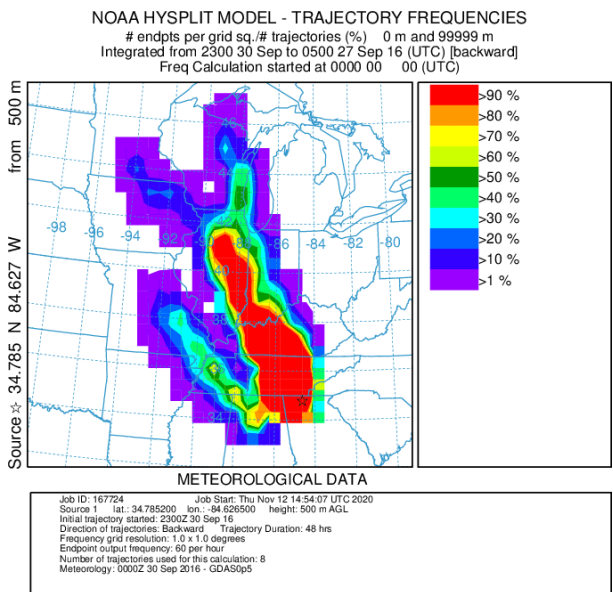 NOAA HYSPLIT MODEL - TRAJECTORY FREQUENCIES
# endpts per grid sq./# trajectories (%) 0 m and 99999 m
Integrated from 2300 30 Sep to 0500 27 Sep 16 (UTC) [backward]
Freq Calculation started at 0000 00 00 (UTC)
Source ☆ 34.785 N 84.627 W from 500 m
>90 %
>80 %
>70 %
>60 %
>50 %
>40 %
>30 %
>20 %
>10 %
>1 %
46
44
-98 -96 -94 -92 -86 -84 -82 -80
40
38
34
METEOROLOGICAL DATA
Job ID: 167724 Job Start: Thu Nov 12 14:54:07 UTC 2020
Source 1 lat.: 34.785200 lon.: -84.626500 height: 500 m AGL
Initial trajectory started: 2300Z 30 Sep 16
Direction of trajectories: Backward Trajectory Duration: 48 hrs
Frequency grid resolution: 1.0 x 1.0 degrees
Endpoint output frequency: 60 per hour
Number of trajectories used for this calculation: 8
Meteorology: 0000Z 30 Sep 2016 - GDAS0p5